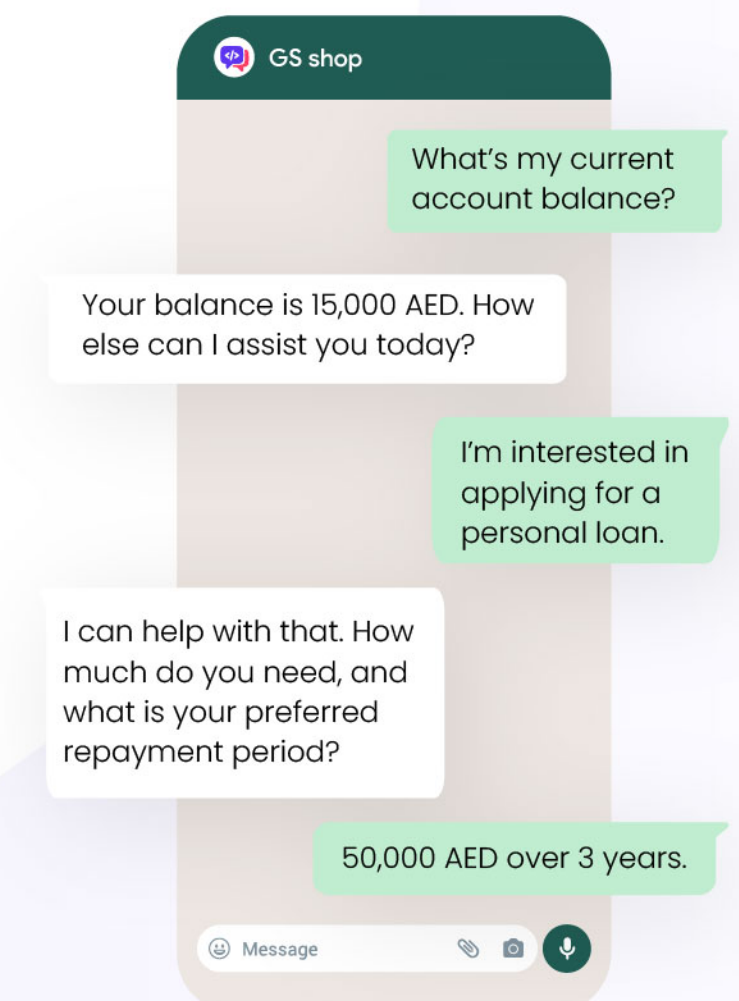 GS shop
What’s my current
account balance?
Your balance is 15,000 AED. How
else can I assist you today?
I’m interested in
applying for a
personal loan.
I can help with that. How
much do you need, and
what is your preferred
repayment period?
50,000 AED over 3 years.
Message